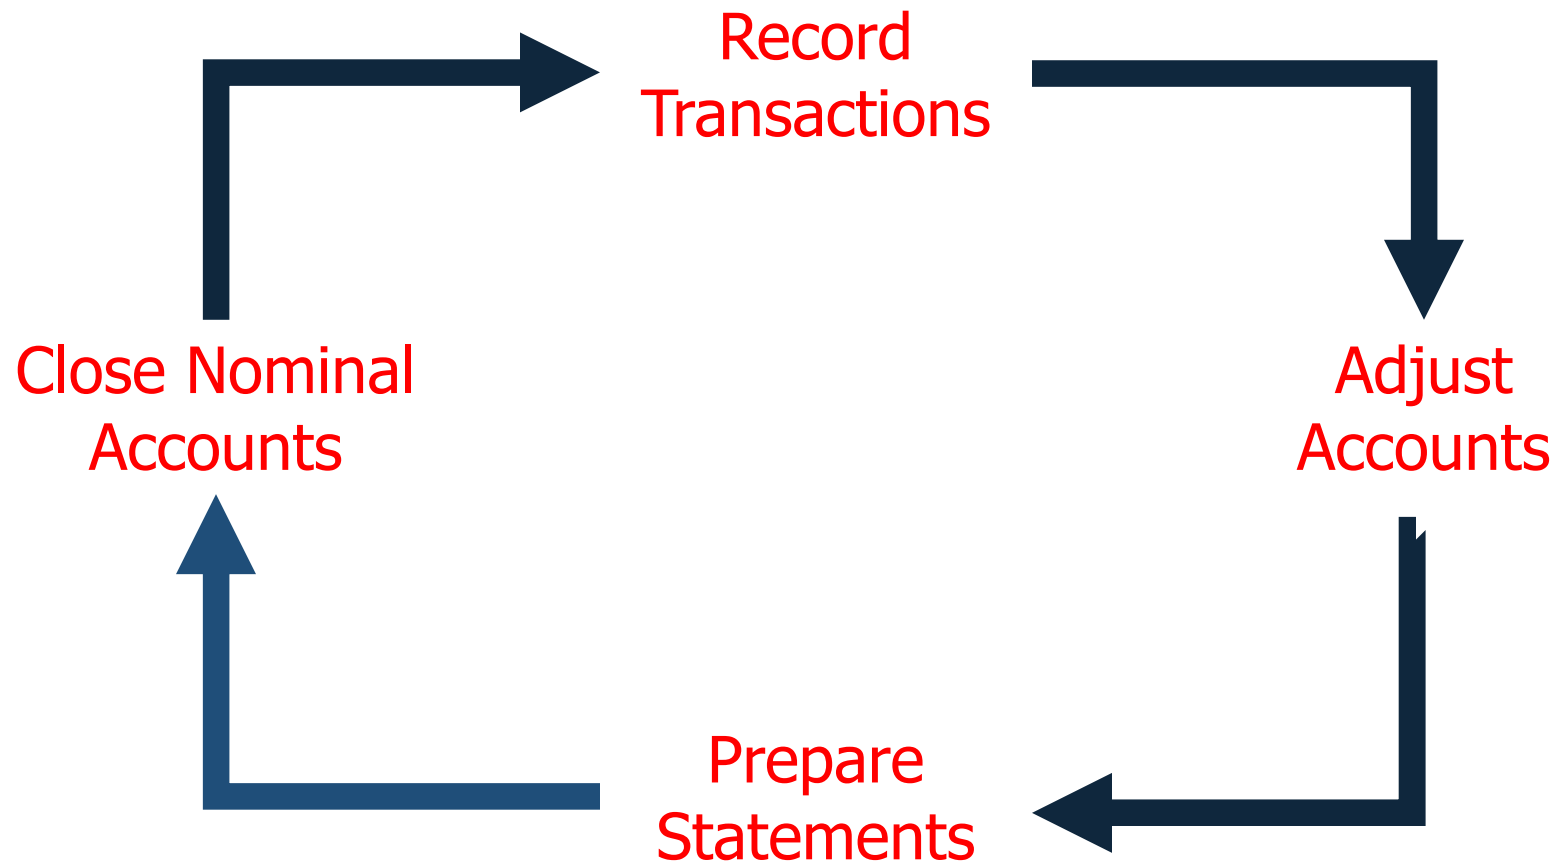 Record
Transactions
Close Nominal
Accounts
Adjust
Accounts
Prepare
Statements